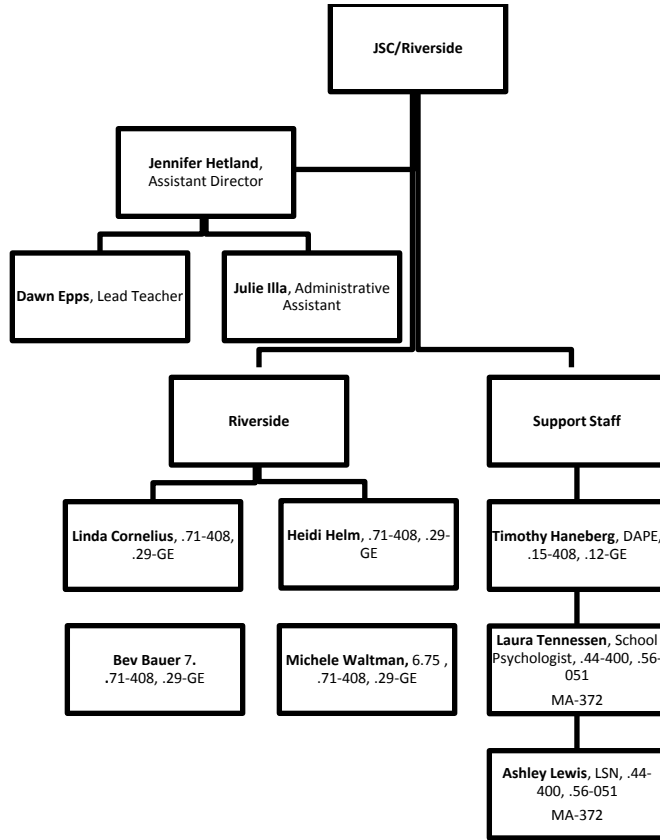 JSC/Riverside
Jennifer Hetland,
Assistant Director
Dawn Epps, Lead Teacher
Julie Illa, Administrative
Assistant
Riverside
Support Staff
Linda Cornelius, .71-408,
.29-GE
Heidi Helm, .71-408, .29-
GE
Timothy Haneberg, DAPE,
.15-408, .12-GE
Bev Bauer 7.
.71-408, .29-GE
Michele Waltman, 6.75 ,
.71-408, .29-GE
Laura Tennessen, School
Psychologist, .44-400, .56-
051
MA-372
Ashley Lewis, LSN, .44-
400, .56-051
MA-372